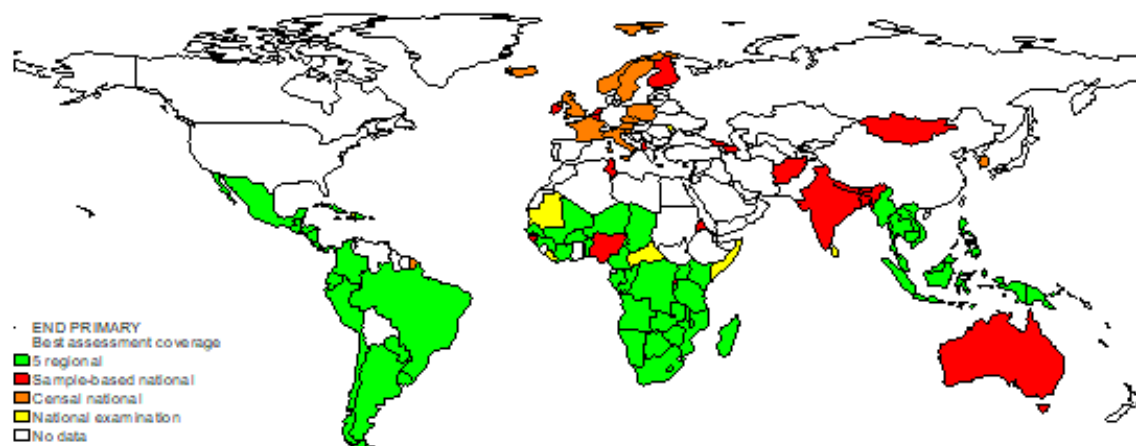 END PRIMARY
Best assessment coverage
5 regional
Sample-based national
Censal national
National examination
No data